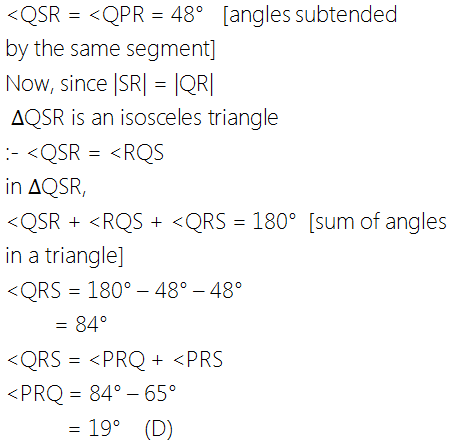 <QSR = <QPR = 48° [angles subtended
by the same segment]
Now, since |SR| = |QR|
∆QSR is an isosceles triangle
:- <QSR = <RQS
in ∆QSR,
<QSR + <RQS + <QRS = 180° [sum of angles
in a triangle]
<QRS = 180° – 48° – 48°
= 84°
<QRS = <PRQ + <PRS
<PRQ = 84° – 65°
= 19° (D)